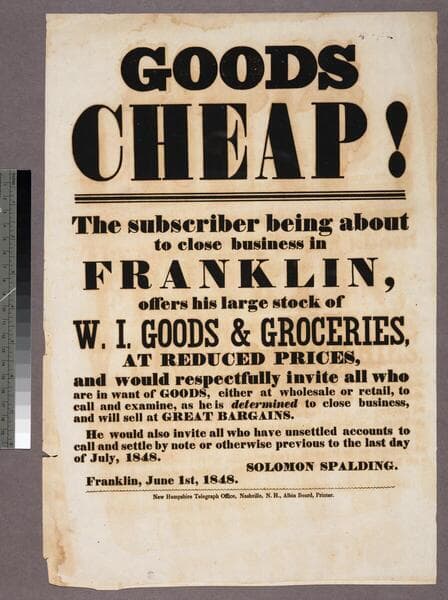 GOODS
CHEAP!
The subscriber being about
to close business in
FRANKLIN,
offers his large stock of
W. I. GOODS & GROCERIES,
AT REDUCED PRICES,
and would respectfully invite all who
are in want of GOODS, either at wholesale or retail, to
call and examine, as he is determined to close business,
and will sell at GREAT BARGAINS.
He would also invite all who have unsettled accounts to
call and settle by note or otherwise previous to the last day
of July, 1848.
SOLOMON SPALDING.
Franklin, June 1st, 1848.
New Hampshire Telegraph Office, Nashville, N. H., Albin Beard, Printer.